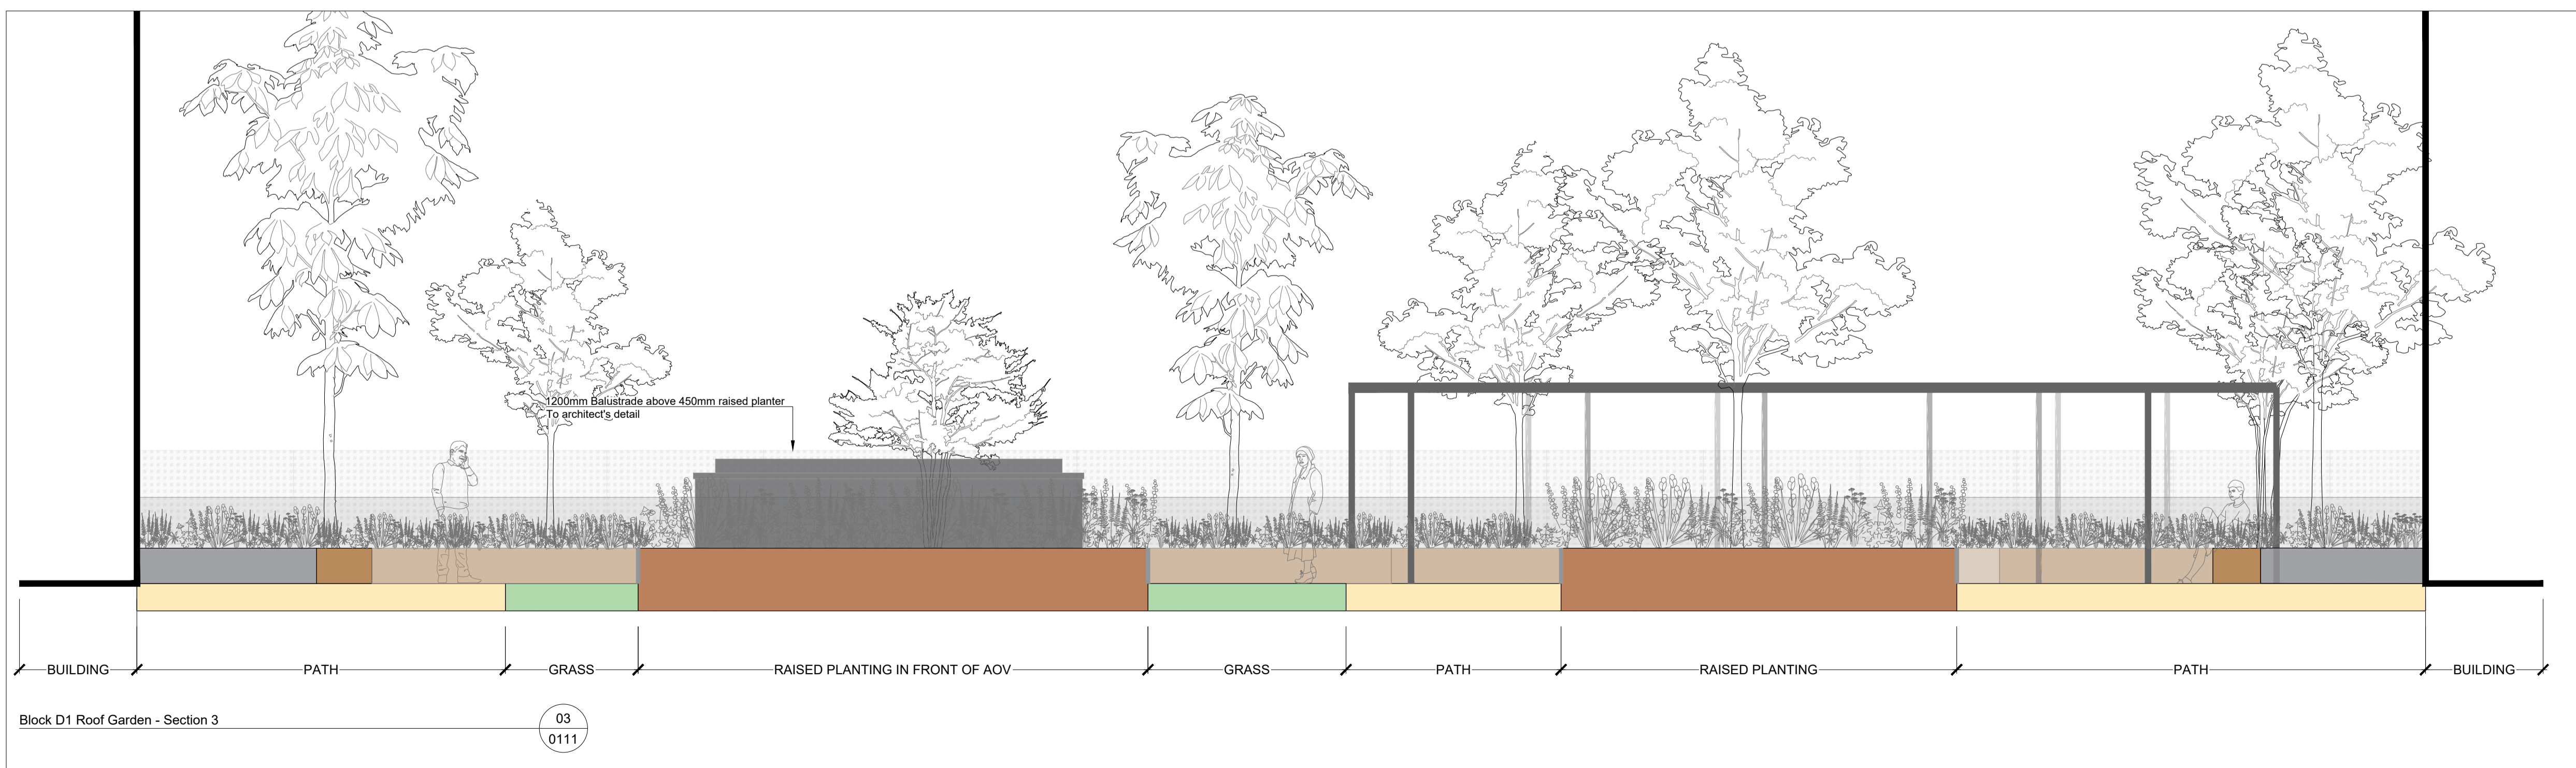 1200mm Balustrade above 450mm raised planter
To architect's detail
BUILDING
PATH
GRASS
RAISED PLANTING IN FRONT OF AOV
GRASS
PATH
RAISED PLANTING
PATH
BUILDING
Block D1 Roof Garden - Section 3
03
0111